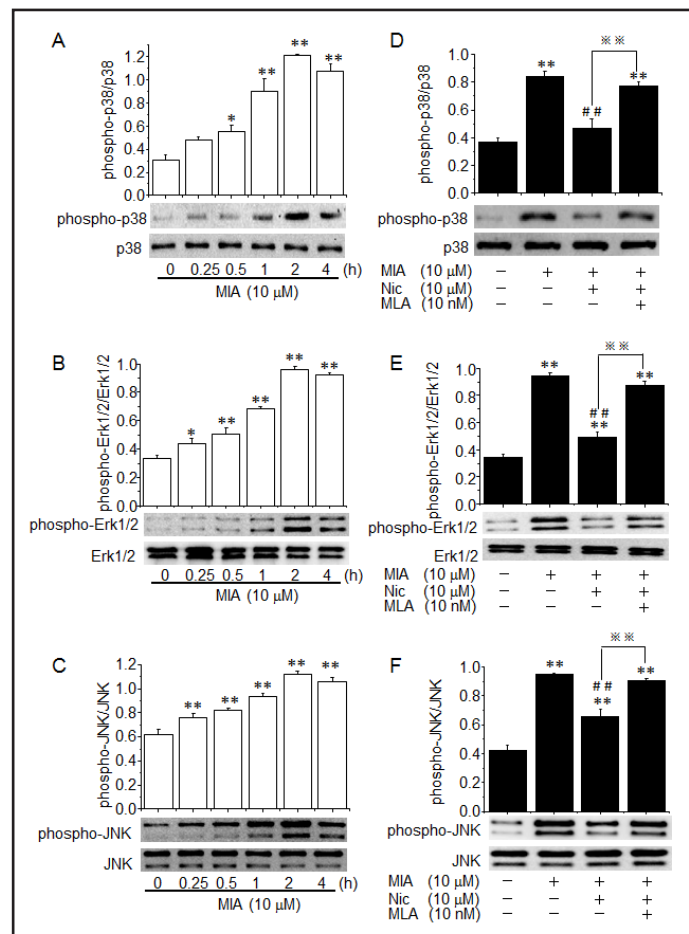 A
phospho-p38/p38
1.2
1.0
0.8
0.6
0.4
0.2
0.0
*
**
**
**
phospho-p38
p38
0 0.25 0.5 1 2 4 (h)
MIA (10 μM)
D
phospho-p38/p38
1.0
0.8
0.6
0.4
0.2
0.0
**
##
※※
**
phospho-p38
p38
MIA (10 μM) – + + +
Nic (10 μM) – – + +
MLA (10 nM) – – – +
B
phospho-Erk1/2/Erk1/2
1.0
0.8
0.6
0.4
0.2
0.0
*
**
**
**
**
phospho-Erk1/2
Erk1/2
0 0.25 0.5 1 2 4 (h)
MIA (10 μM)
E
phospho-Erk1/2/Erk1/2
1.0
0.8
0.6
0.4
0.2
0.0
**
##
**
※※
**
phospho-Erk1/2
Erk1/2
MIA (10 μM) – + + +
Nic (10 μM) – – + +
MLA (10 nM) – – – +
C
phospho-JNK/JNK
1.2
1.0
0.8
0.6
0.4
0.2
0.0
**
**
**
**
**
phospho-JNK
JNK
0 0.25 0.5 1 2 4 (h)
MIA (10 μM)
F
phospho-JNK/JNK
1.0
0.8
0.6
0.4
0.2
0.0
**
##
**
※※
**
phospho-JNK
JNK
MIA (10 μM) – + + +
Nic (10 μM) – – + +
MLA (10 nM) – – – +